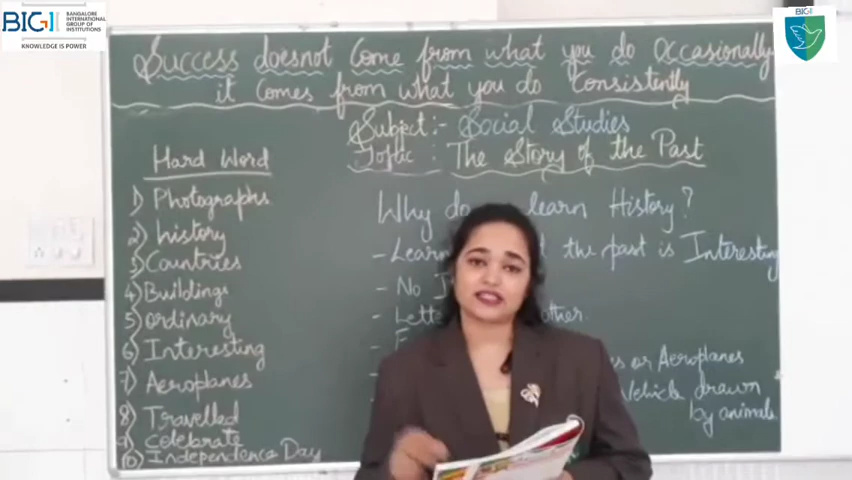 BIGI
BANGALORE
INTERNATIONAL
GROUP OF
INSTITUTIONS
KNOWLEDGE IS POWER
BIGI
Success doesnot Come from what you do Occasionally
it Comes from what you do Consistently
Subject:- Social Studies
Topic : The Story of the Past
Hard Word
1) Photographs
2) history
3) Countries
4) Buildings
5) ordinary
6) Interesting
7) Aeroplanes
8) Travelled
9) Celebrate
10) Independence Day
Why do learn History?
- Learn the past is Interesting
- No
- other.
or Aeroplanes
Vehicle drawn
by animals